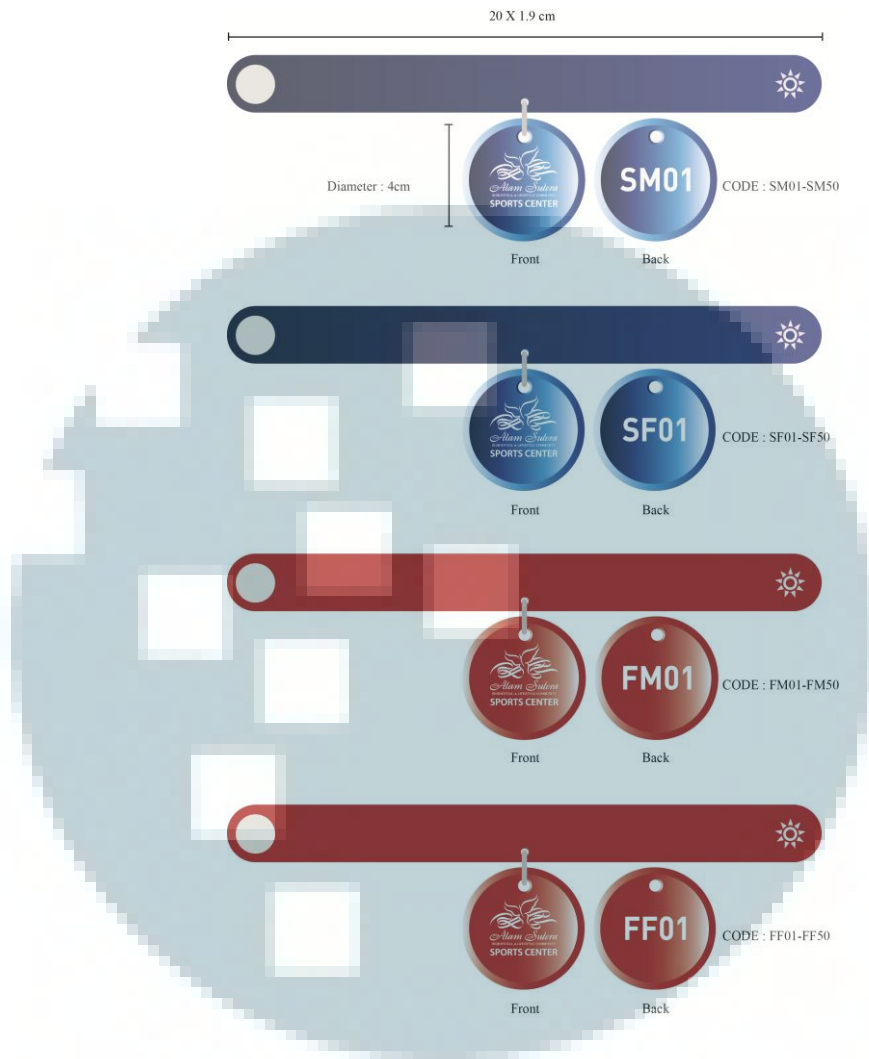 20 X 1.9 cm
Diameter : 4cm
Alam Sutera
SPORTS CENTER
SM01
CODE : SM01-SM50
Front
Back
Alam Sutera
SPORTS CENTER
SF01
CODE : SF01-SF50
Front
Back
Alam Sutera
SPORTS CENTER
FM01
CODE : FM01-FM50
Front
Back
Alam Sutera
SPORTS CENTER
FF01
CODE : FF01-FF50
Front
Back